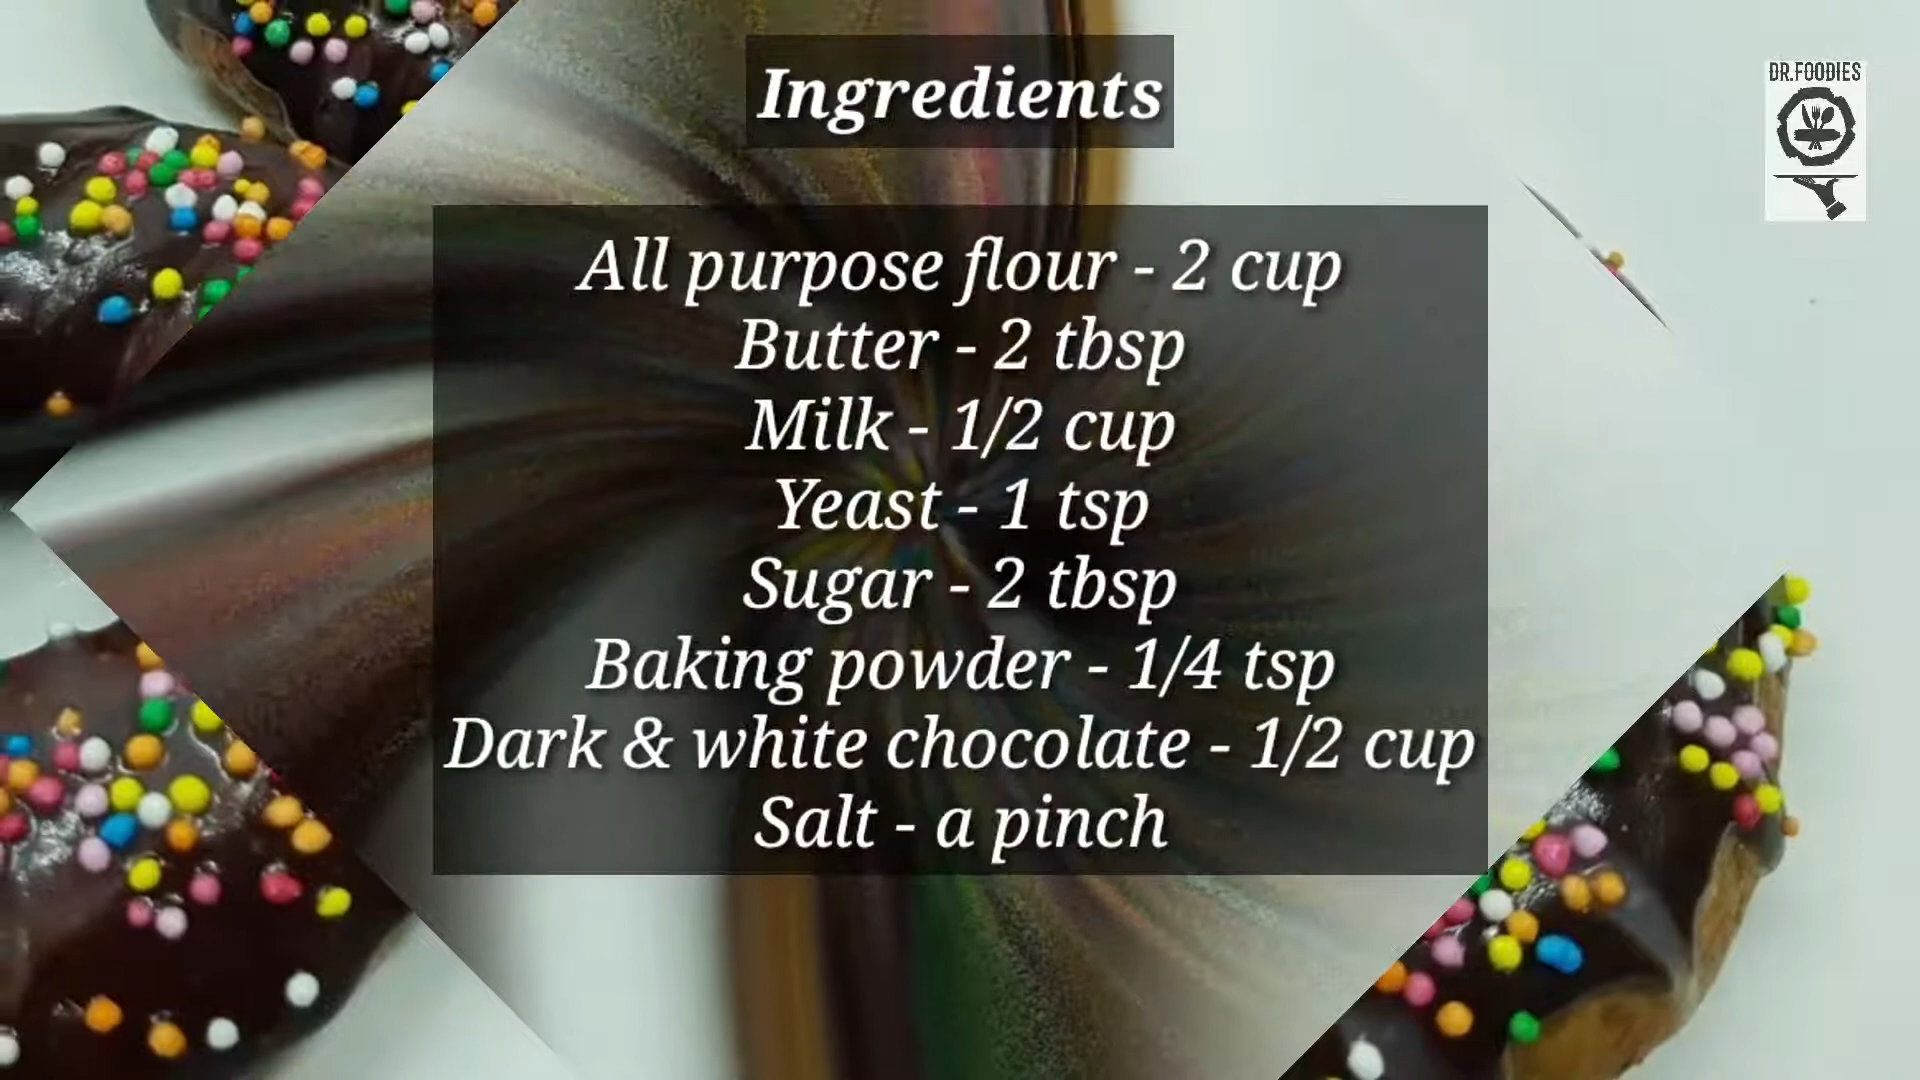 Ingredients
DR.FOODIES
All purpose flour - 2 cup
Butter - 2 tbsp
Milk - 1/2 cup
Yeast - 1 tsp
Sugar - 2 tbsp
Baking powder - 1/4 tsp
Dark & white chocolate - 1/2 cup
Salt - a pinch